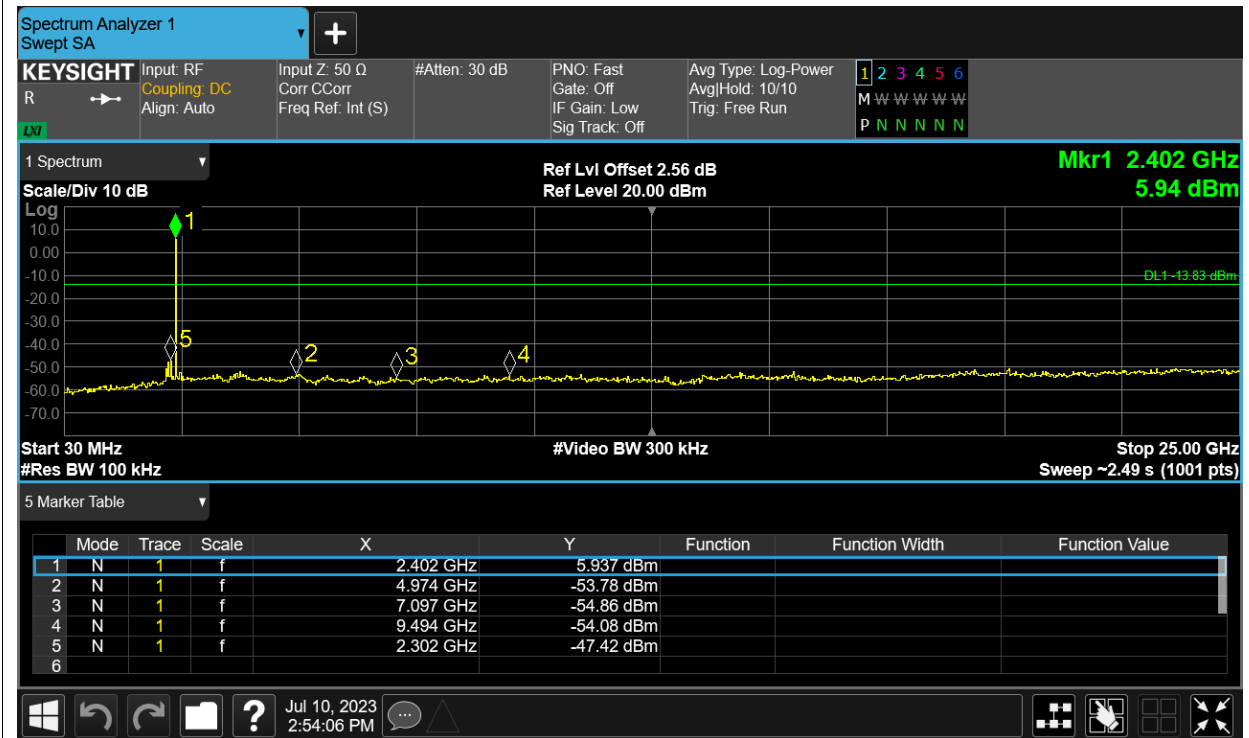 Spectrum Analyzer 1
Swept SA
KEYSIGHT
R
LXI
Input: RF
Coupling: DC
Align: Auto
Input Z: 50 Ω
Corr CCorr
Freq Ref: Int (S)
#Atten: 30 dB
PNO: Fast
Gate: Off
IF Gain: Low
Sig Track: Off
Avg Type: Log-Power
Avg|Hold: 10/10
Trig: Free Run
1 2 3 4 5 6
M W W W W W
P N N N N N
1 Spectrum
Scale/Div 10 dB
Ref Lvl Offset 2.56 dB
Ref Level 20.00 dBm
Mkr1 2.402 GHz
5.94 dBm
Log
10.0
0.00
-10.0
-20.0
-30.0
-40.0
-50.0
-60.0
-70.0
1
DL1 -13.83 dBm
5
2
3
4
Start 30 MHz
#Res BW 100 kHz
#Video BW 300 kHz
Stop 25.00 GHz
Sweep ~2.49 s (1001 pts)
5 Marker Table
Mode Trace Scale X Y Function Function Width Function Value
1 N 1 f 2.402 GHz 5.937 dBm
2 N 1 f 4.974 GHz -53.78 dBm
3 N 1 f 7.097 GHz -54.86 dBm
4 N 1 f 9.494 GHz -54.08 dBm
5 N 1 f 2.302 GHz -47.42 dBm
6
?
Jul 10, 2023
2:54:06 PM